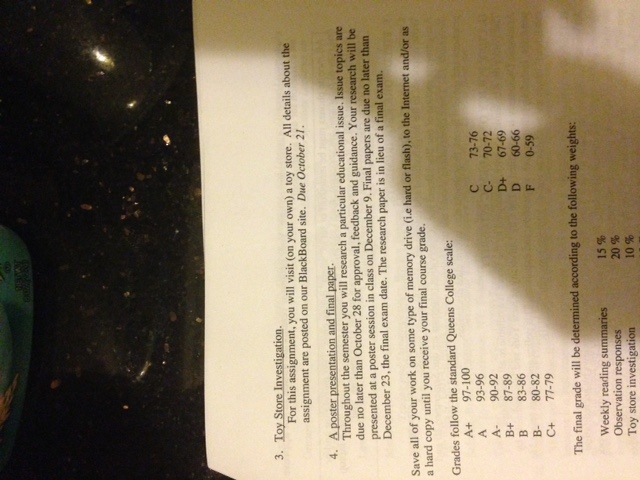 3. Toy Store Investigation.
For this assignment, you will visit (on your own) a toy store. All details about the
assignment are posted on our BlackBoard site. Due October 21.
4. A poster presentation and final paper.
Throughout the semester you will research a particular educational issue. Issue topics are
due no later than October 28 for approval, feedback and guidance. Your research will be
presented at a poster session in class on December 9. Final papers are due no later than
December 23, the final exam date. The research paper is in lieu of a final exam.
Save all of your work on some type of memory drive (i.e hard or flash), to the Internet and/or as
a hard copy until you receive your final course grade.
Grades follow the standard Queens College scale:
A+ 97-100
A 93-96
A- 90-92
B+ 87-89
B 83-86
B- 80-82
C+ 77-79
C 73-76
C- 70-72
D+ 67-69
D 60-66
F 0-59
The final grade will be determined according to the following weights:
Weekly reading summaries 15 %
Observation responses 20 %
Toy store investigation 10 %